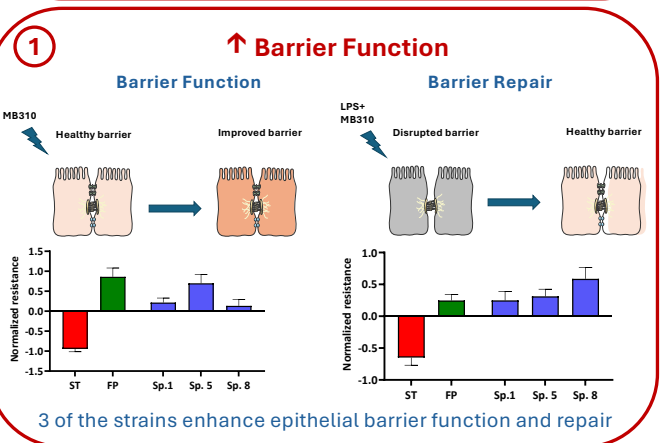 1
↑ Barrier Function
Barrier Function
MB310
Healthy barrier
Improved barrier
Normalized resistance
1.5
1.0
0.5
0.0
-0.5
-1.0
-1.5
ST FP Sp.1 Sp. 5 Sp. 8
Barrier Repair
LPS+
MB310
Disrupted barrier
Healthy barrier
Normalized resistance
1.0
0.5
0.0
-0.5
-1.0
ST FP Sp.1 Sp. 5 Sp. 8
3 of the strains enhance epithelial barrier function and repair